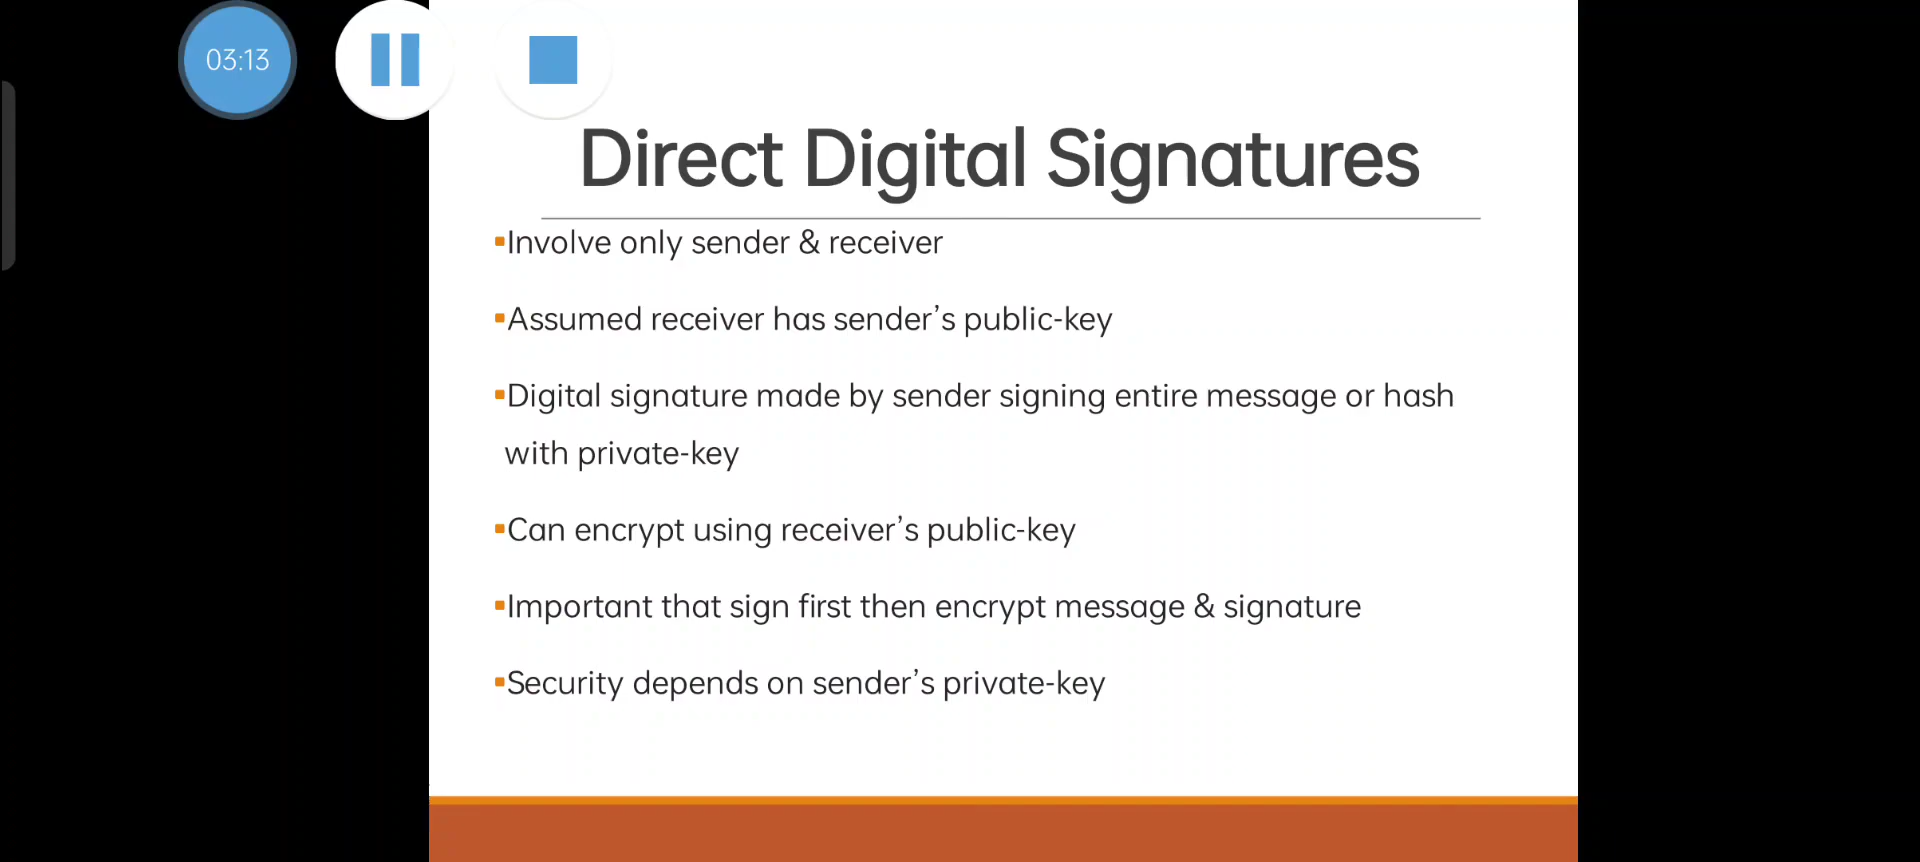 03:13
Direct Digital Signatures
▪Involve only sender & receiver
▪Assumed receiver has sender’s public-key
▪Digital signature made by sender signing entire message or hash
with private-key
▪Can encrypt using receiver’s public-key
▪Important that sign first then encrypt message & signature
▪Security depends on sender’s private-key